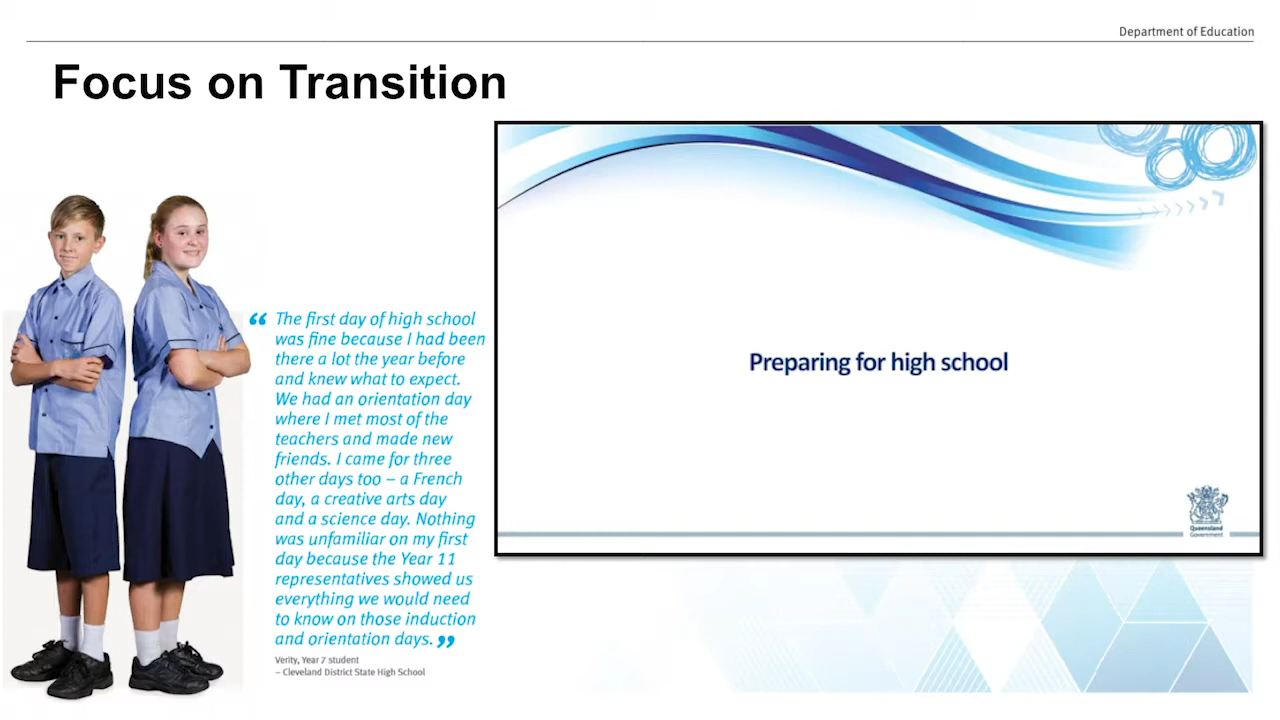 Department of Education
Focus on Transition
“ The first day of high school
was fine because I had been
there a lot the year before
and knew what to expect.
We had an orientation day
where I met most of the
teachers and made new
friends. I came for three
other days too – a French
day, a creative arts day
and a science day. Nothing
was unfamiliar on my first
day because the Year 11
representatives showed us
everything we would need
to know on those induction
and orientation days. ”
Verity, Year 7 student
– Cleveland District State High School
Preparing for high school
Queensland
Government